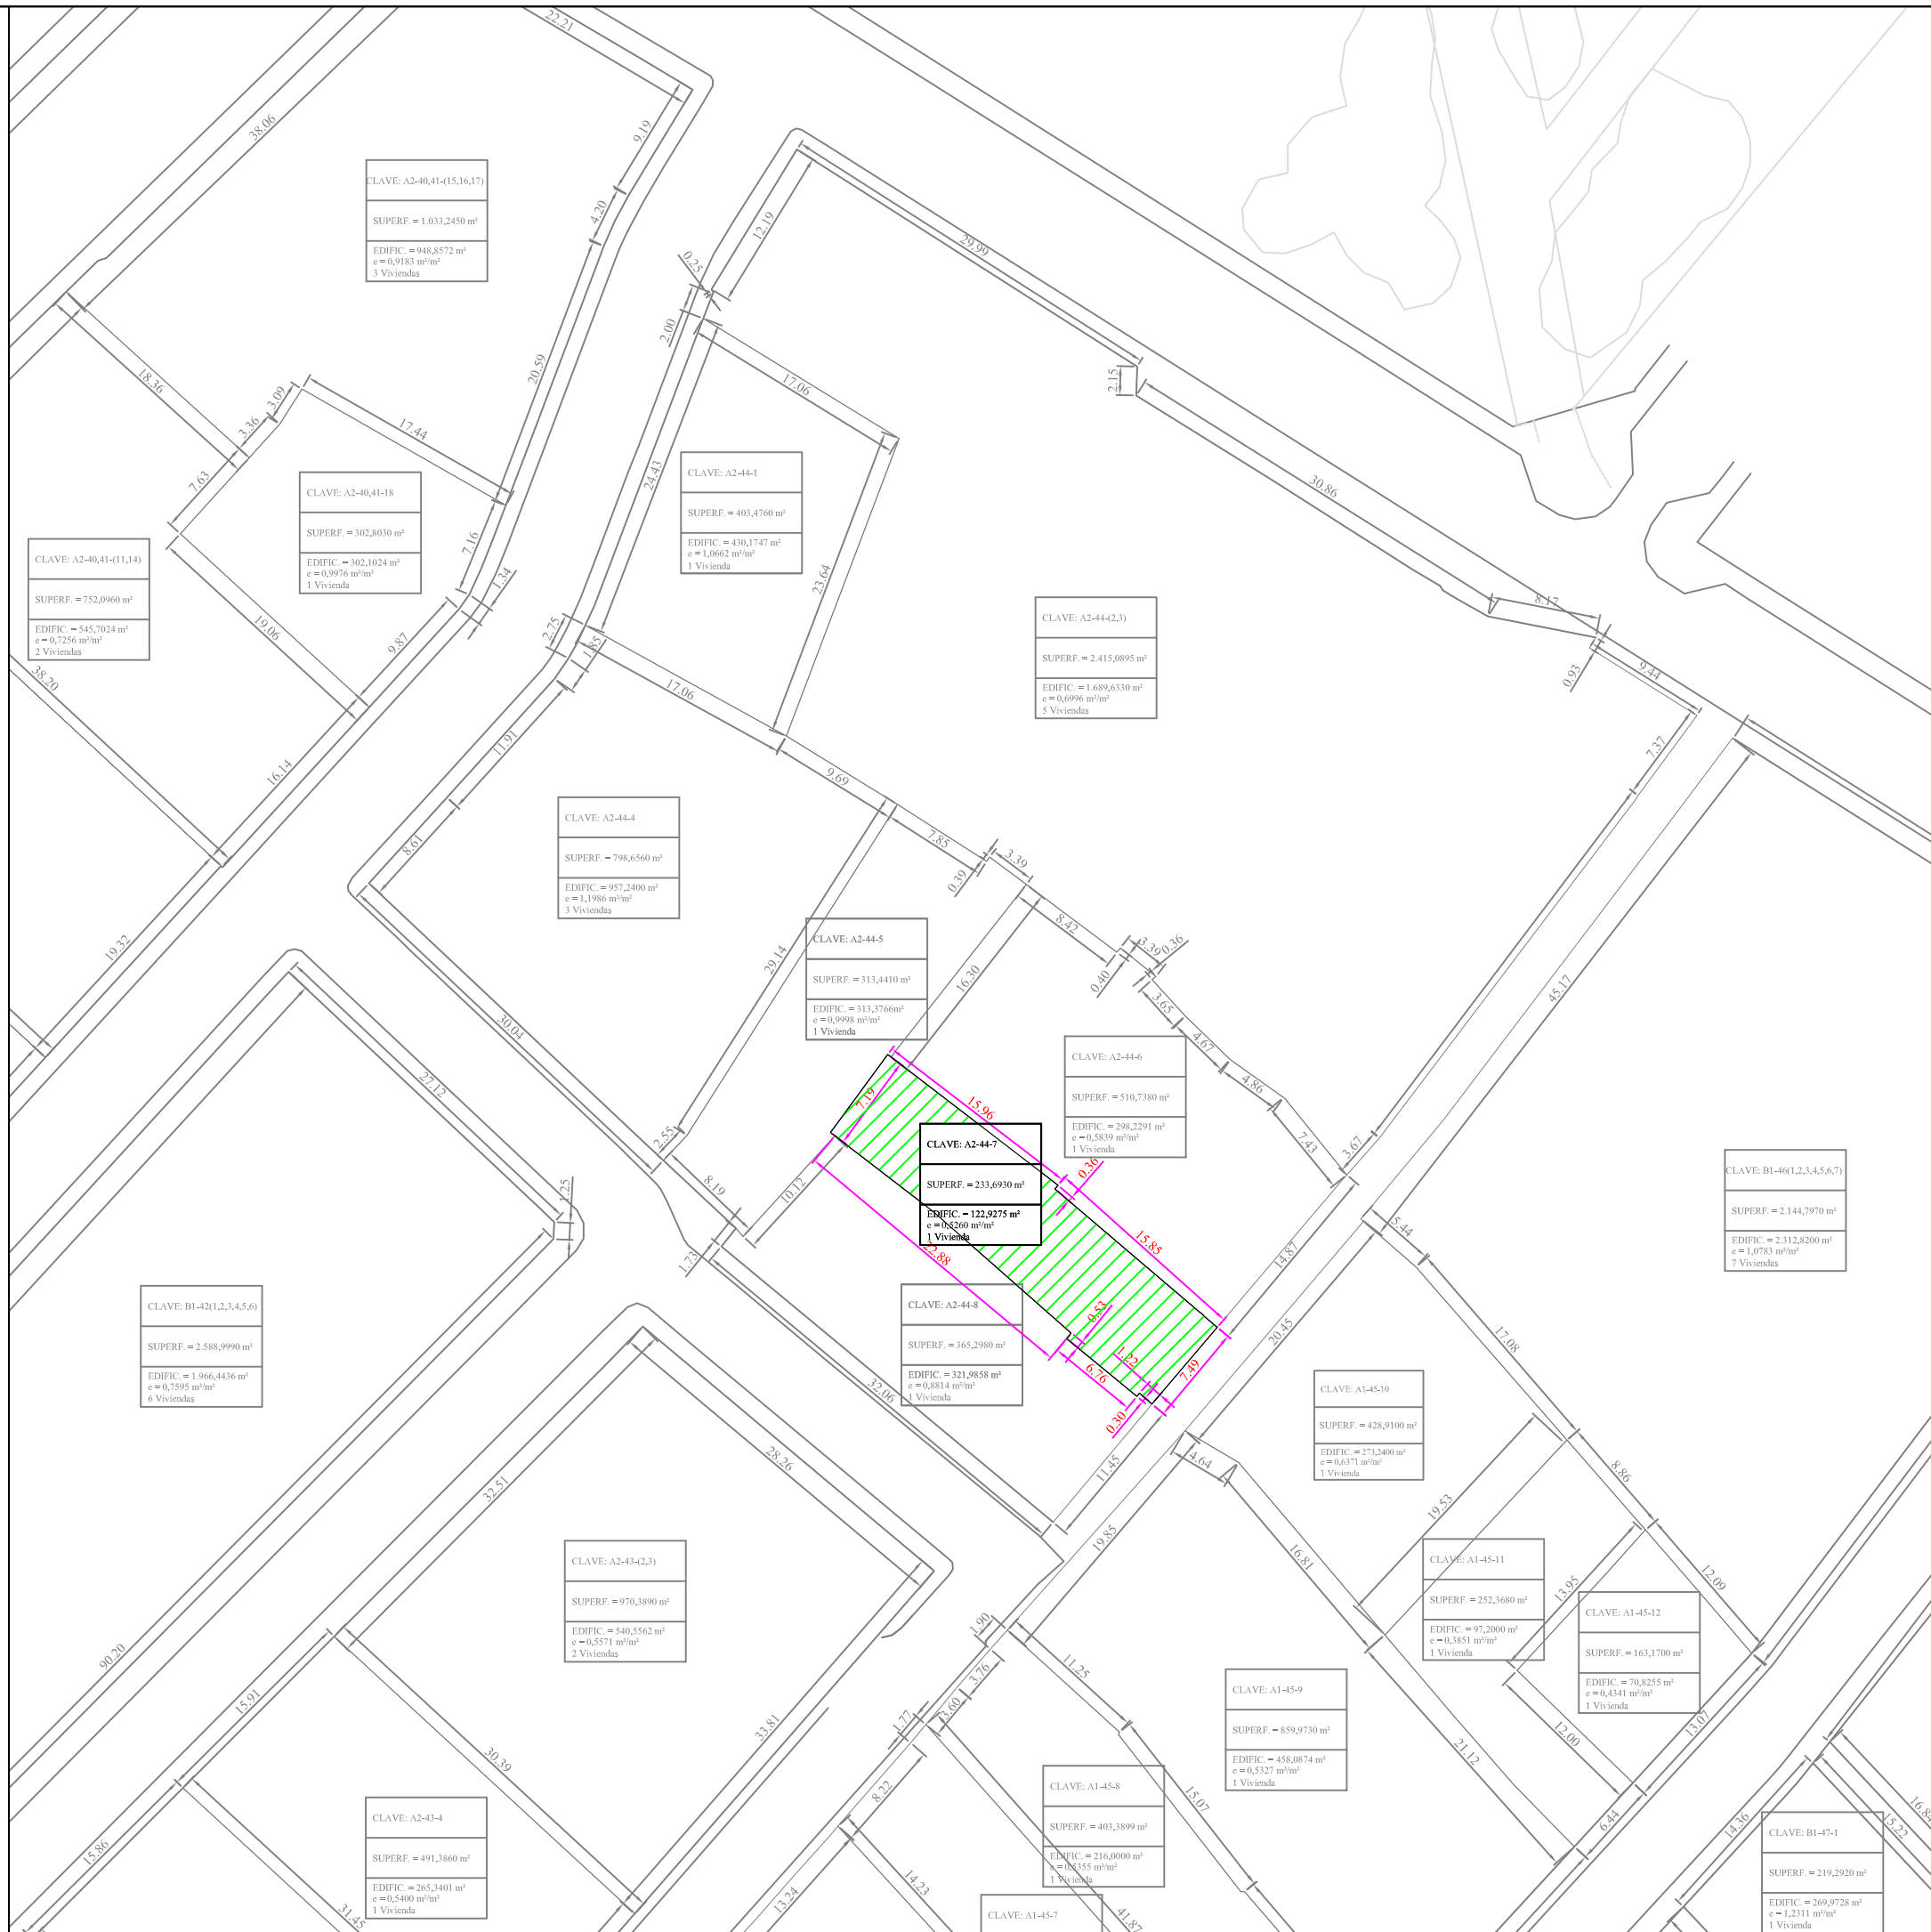 22.21
38.06
9.19
4.20
CLAVE: A2-40,41-(15,16,17)
SUPERF. = 1.033,2450 m²
EDIFIC. = 948,8572 m²
e = 0,9183 m²/m²
3 Viviendas
12.19
0.25
29.99
2.00
20.59
18.36
3.09
3.36
17.44
7.63
17.06
2.15
24.43
CLAVE: A2-44-1
SUPERF. = 403,4760 m²
EDIFIC. = 430,1747 m²
e = 1,0662 m²/m²
1 Vivienda
30.86
CLAVE: A2-40,41-18
SUPERF. = 302,8030 m²
EDIFIC. = 302,1024 m²
e = 0,9976 m²/m²
1 Vivienda
7.16
1.34
CLAVE: A2-40,41-(11,14)
SUPERF. = 752,0960 m²
EDIFIC. = 545,7024 m²
e = 0,7256 m²/m²
2 Viviendas
19.06
9.87
38.20
23.64
2.75
1.85
17.06
CLAVE: A2-44-(2,3)
SUPERF. = 2.415,0895 m²
EDIFIC. = 1.689,6330 m²
e = 0,6996 m²/m²
5 Viviendas
8.17
0.93
9.44
7.37
11.91
16.14
9.69
7.85
8.61
CLAVE: A2-44-4
SUPERF. = 798,6560 m²
EDIFIC. = 957,2400 m²
e = 1,1986 m²/m²
3 Viviendas
3.39
0.39
8.42
3.39
0.36
0.40
19.32
29.14
CLAVE: A2-44-5
SUPERF. = 313,4410 m²
EDIFIC. = 313,3766m²
e = 0,9998 m²/m²
1 Vivienda
16.30
3.65
4.67
4.86
45.17
30.04
27.12
CLAVE: A2-44-6
SUPERF. = 510,7380 m²
EDIFIC. = 298,2291 m²
e = 0,5839 m²/m²
1 Vivienda
7.43
3.67
7.19
15.96
2.55
CLAVE: A2-44-7
SUPERF. = 233,6930 m²
EDIFIC. = 122,9275 m²
e = 0,5260 m²/m²
1 Vivienda
0.36
15.85
22.88
8.19
10.12
1.25
1.73
CLAVE: B1-46(1,2,3,4,5,6,7)
SUPERF. = 2.144,7970 m²
EDIFIC. = 2.312,8200 m²
e = 1,0783 m²/m²
7 Viviendas
5.44
14.87
20.45
17.08
CLAVE: B1-42(1,2,3,4,5,6)
SUPERF. = 2.588,9990 m²
EDIFIC. = 1.966,4436 m²
e = 0,7595 m²/m²
6 Viviendas
CLAVE: A2-44-8
SUPERF. = 365,2980 m²
EDIFIC. = 321,9858 m²
e = 0,8814 m²/m²
1 Vivienda
0.53
1.22
6.76
7.49
0.30
32.06
11.45
4.64
CLAVE: A1-45-10
SUPERF. = 428,9100 m²
EDIFIC. = 273,2400 m²
e = 0,6371 m²/m²
1 Vivienda
8.86
28.26
32.51
19.53
19.85
16.81
CLAVE: A2-43-(2,3)
SUPERF. = 970,3890 m²
EDIFIC. = 540,5562 m²
e = 0,5571 m²/m²
2 Viviendas
CLAVE: A1-45-11
SUPERF. = 252,3680 m²
EDIFIC. = 97,2000 m²
e = 0,3851 m²/m²
1 Vivienda
13.95
12.09
CLAVE: A1-45-12
SUPERF. = 163,1700 m²
EDIFIC. = 70,8255 m²
e = 0,4341 m²/m²
1 Vivienda
90.20
15.91
1.90
3.76
11.25
3.60
1.77
33.81
30.39
CLAVE: A1-45-9
SUPERF. = 859,9730 m²
EDIFIC. = 458,0874 m²
e = 0,5327 m²/m²
1 Vivienda
12.00
13.07
21.12
8.22
15.07
CLAVE: A1-45-8
SUPERF. = 403,3899 m²
EDIFIC. = 216,0000 m²
e = 0,5355 m²/m²
1 Vivienda
CLAVE: A2-43-4
SUPERF. = 491,3860 m²
EDIFIC. = 265,3401 m²
e = 0,5400 m²/m²
1 Vivienda
15.86
31.45
6.44
14.36
16.84
15.22
CLAVE: B1-47-1
SUPERF. = 219,2920 m²
EDIFIC. = 269,9728 m²
e = 1,2311 m²/m²
1 Vivienda
13.24
14.23
CLAVE: A1-45-7
41.87